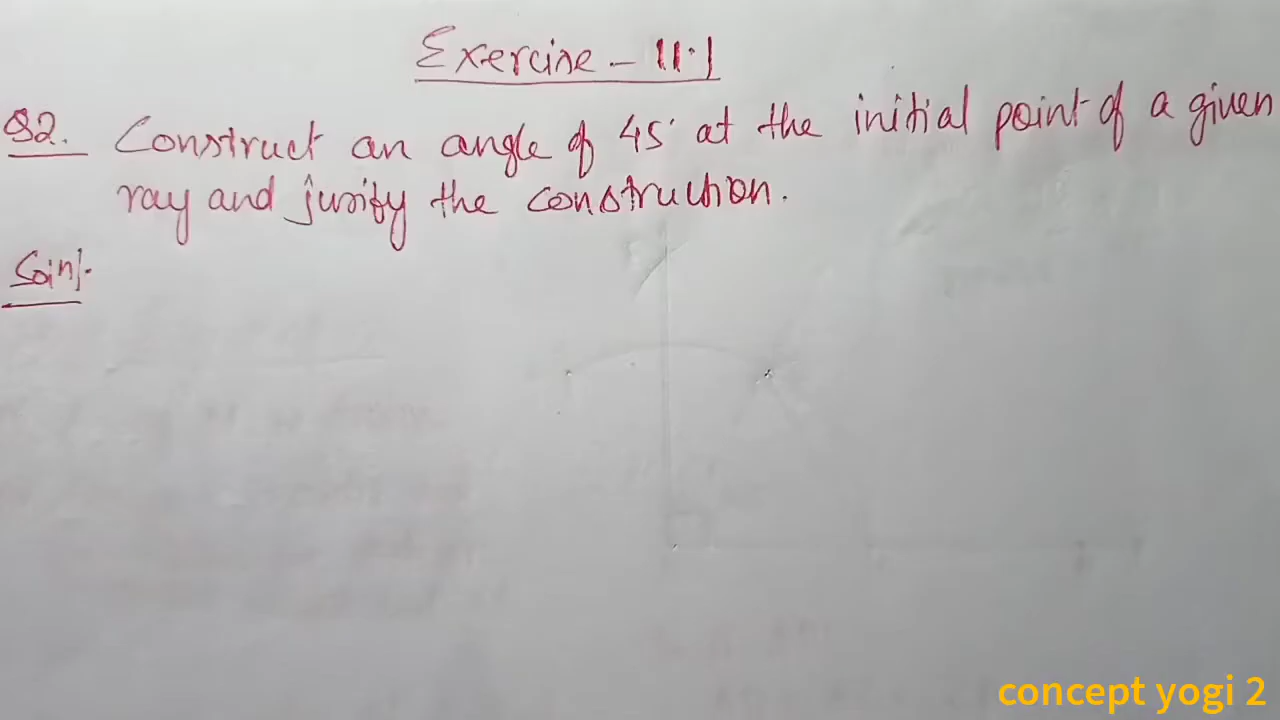 Exercise - 11.1
Q2. Construct an angle of 45° at the initial point of a given
ray and justify the construction.
Soln:-
concept yogi 2